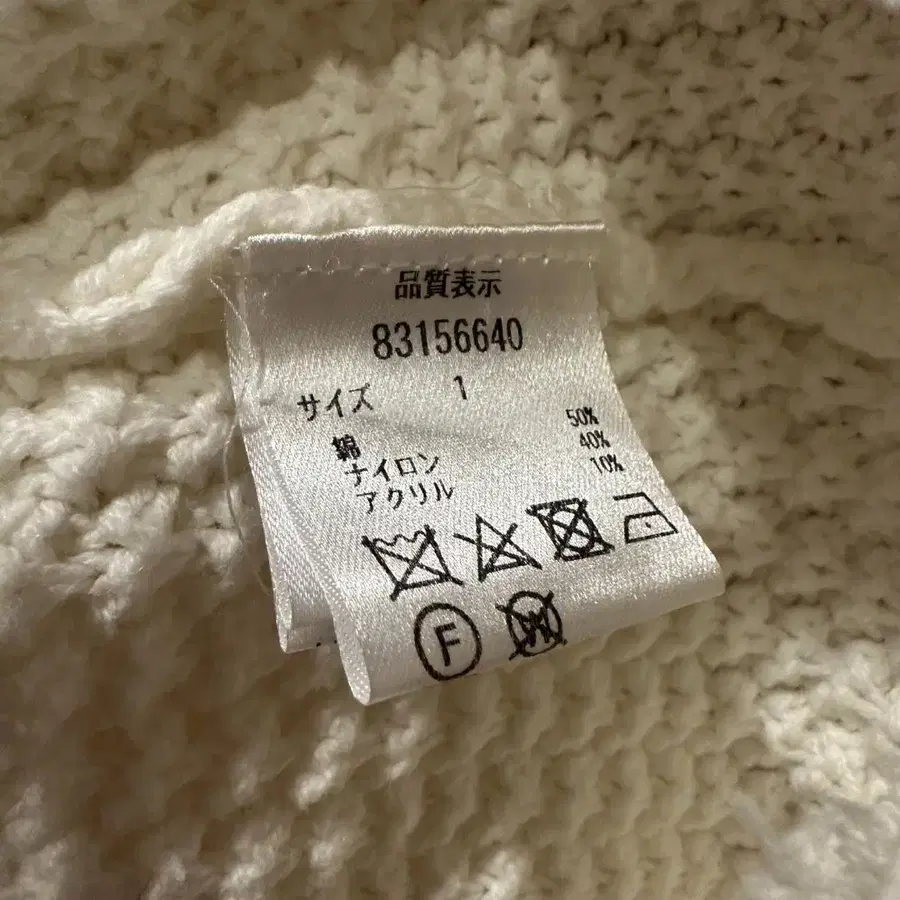 品質表示
83156640
サイズ 1
綿 50%
ナイロン 40%
アクリル 10%
F W